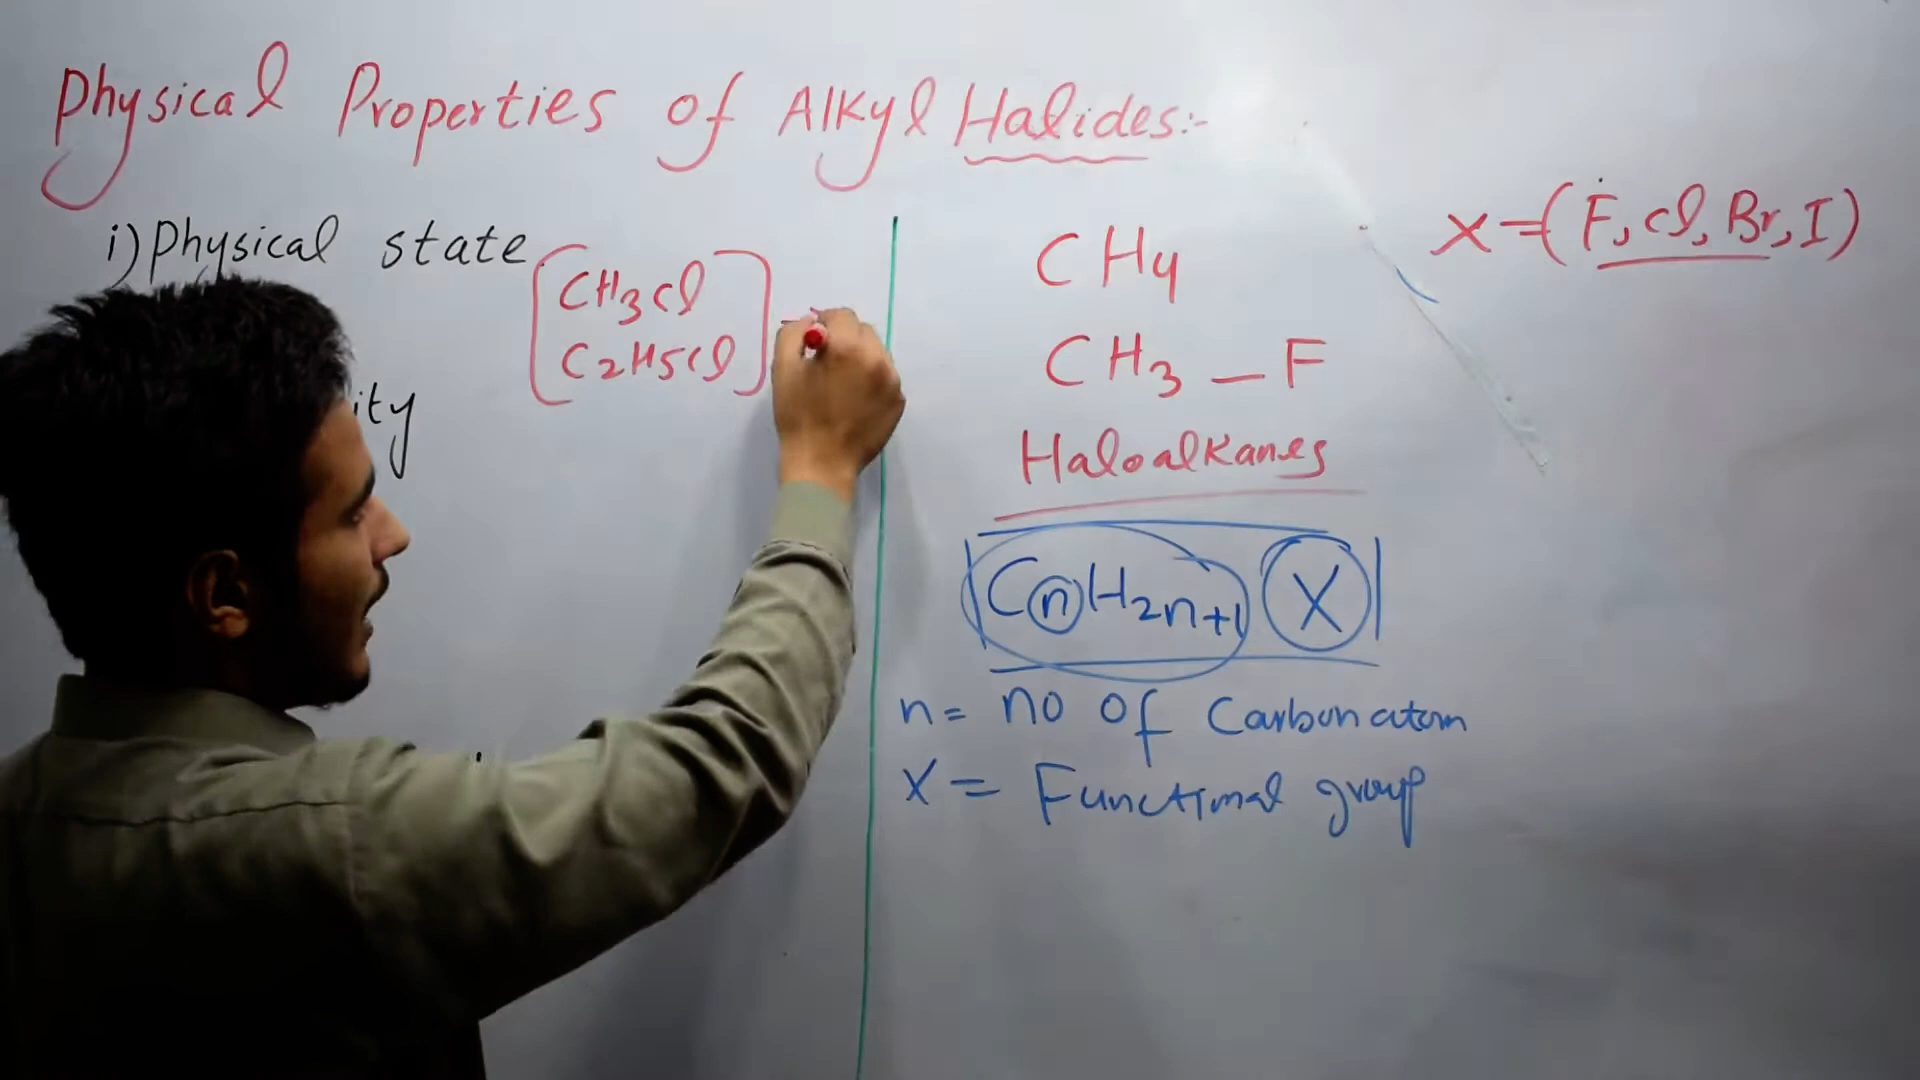 Physical Properties of Alkyl Halides:-
i) Physical state
CH3Cl
C2H5Cl
ity
CH4
CH3 – F
Haloalkanes
CnH2n+1 X
n = no of Carbon atom
X = Functional group
X = (F, Cl, Br, I)